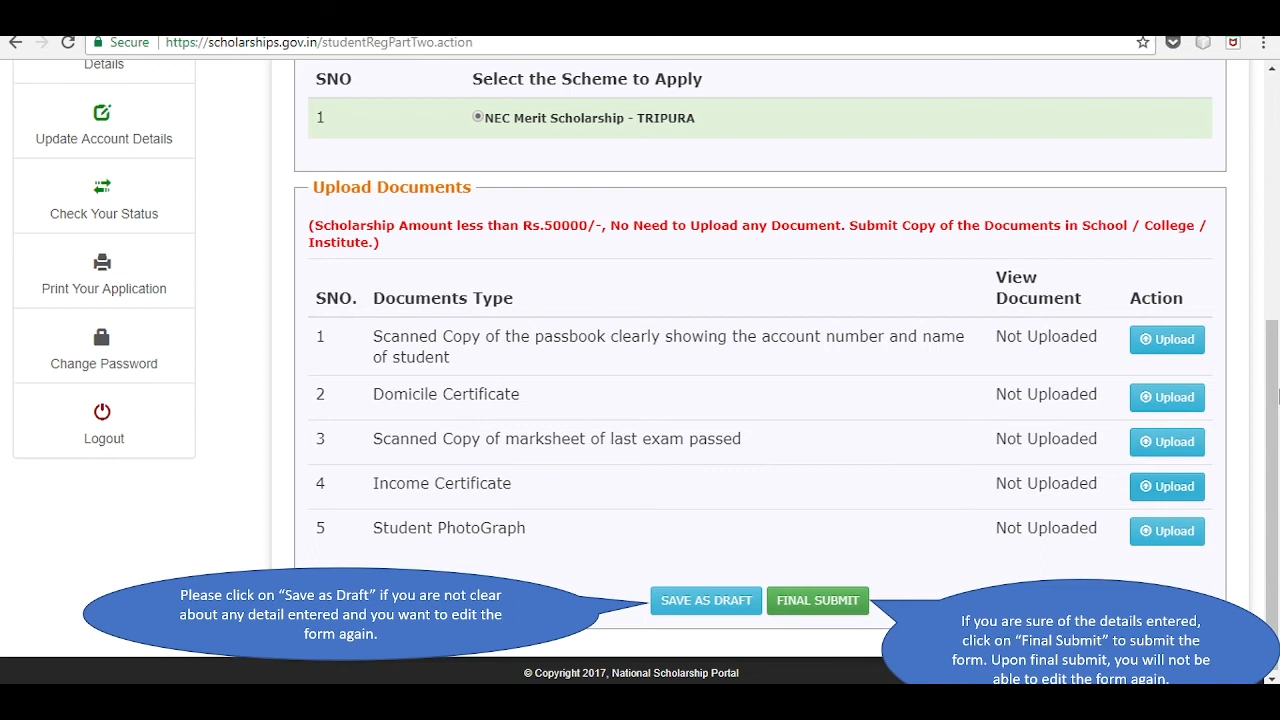 Secure https://scholarships.gov.in/studentRegPartTwo.action
Details
Update Account Details
Check Your Status
Print Your Application
Change Password
Logout
SNO Select the Scheme to Apply
1 NEC Merit Scholarship - TRIPURA
Upload Documents
(Scholarship Amount less than Rs.50000/-, No Need to Upload any Document. Submit Copy of the Documents in School / College /
Institute.)
SNO. Documents Type View Document Action
1 Scanned Copy of the passbook clearly showing the account number and name Not Uploaded Upload
of student
2 Domicile Certificate Not Uploaded Upload
3 Scanned Copy of marksheet of last exam passed Not Uploaded Upload
4 Income Certificate Not Uploaded Upload
5 Student PhotoGraph Not Uploaded Upload
Please click on “Save as Draft” if you are not clear
about any detail entered and you want to edit the
form again.
SAVE AS DRAFT FINAL SUBMIT
If you are sure of the details entered,
click on “Final Submit” to submit the
form. Upon final submit, you will not be
able to edit the form again.
© Copyright 2017, National Scholarship Portal